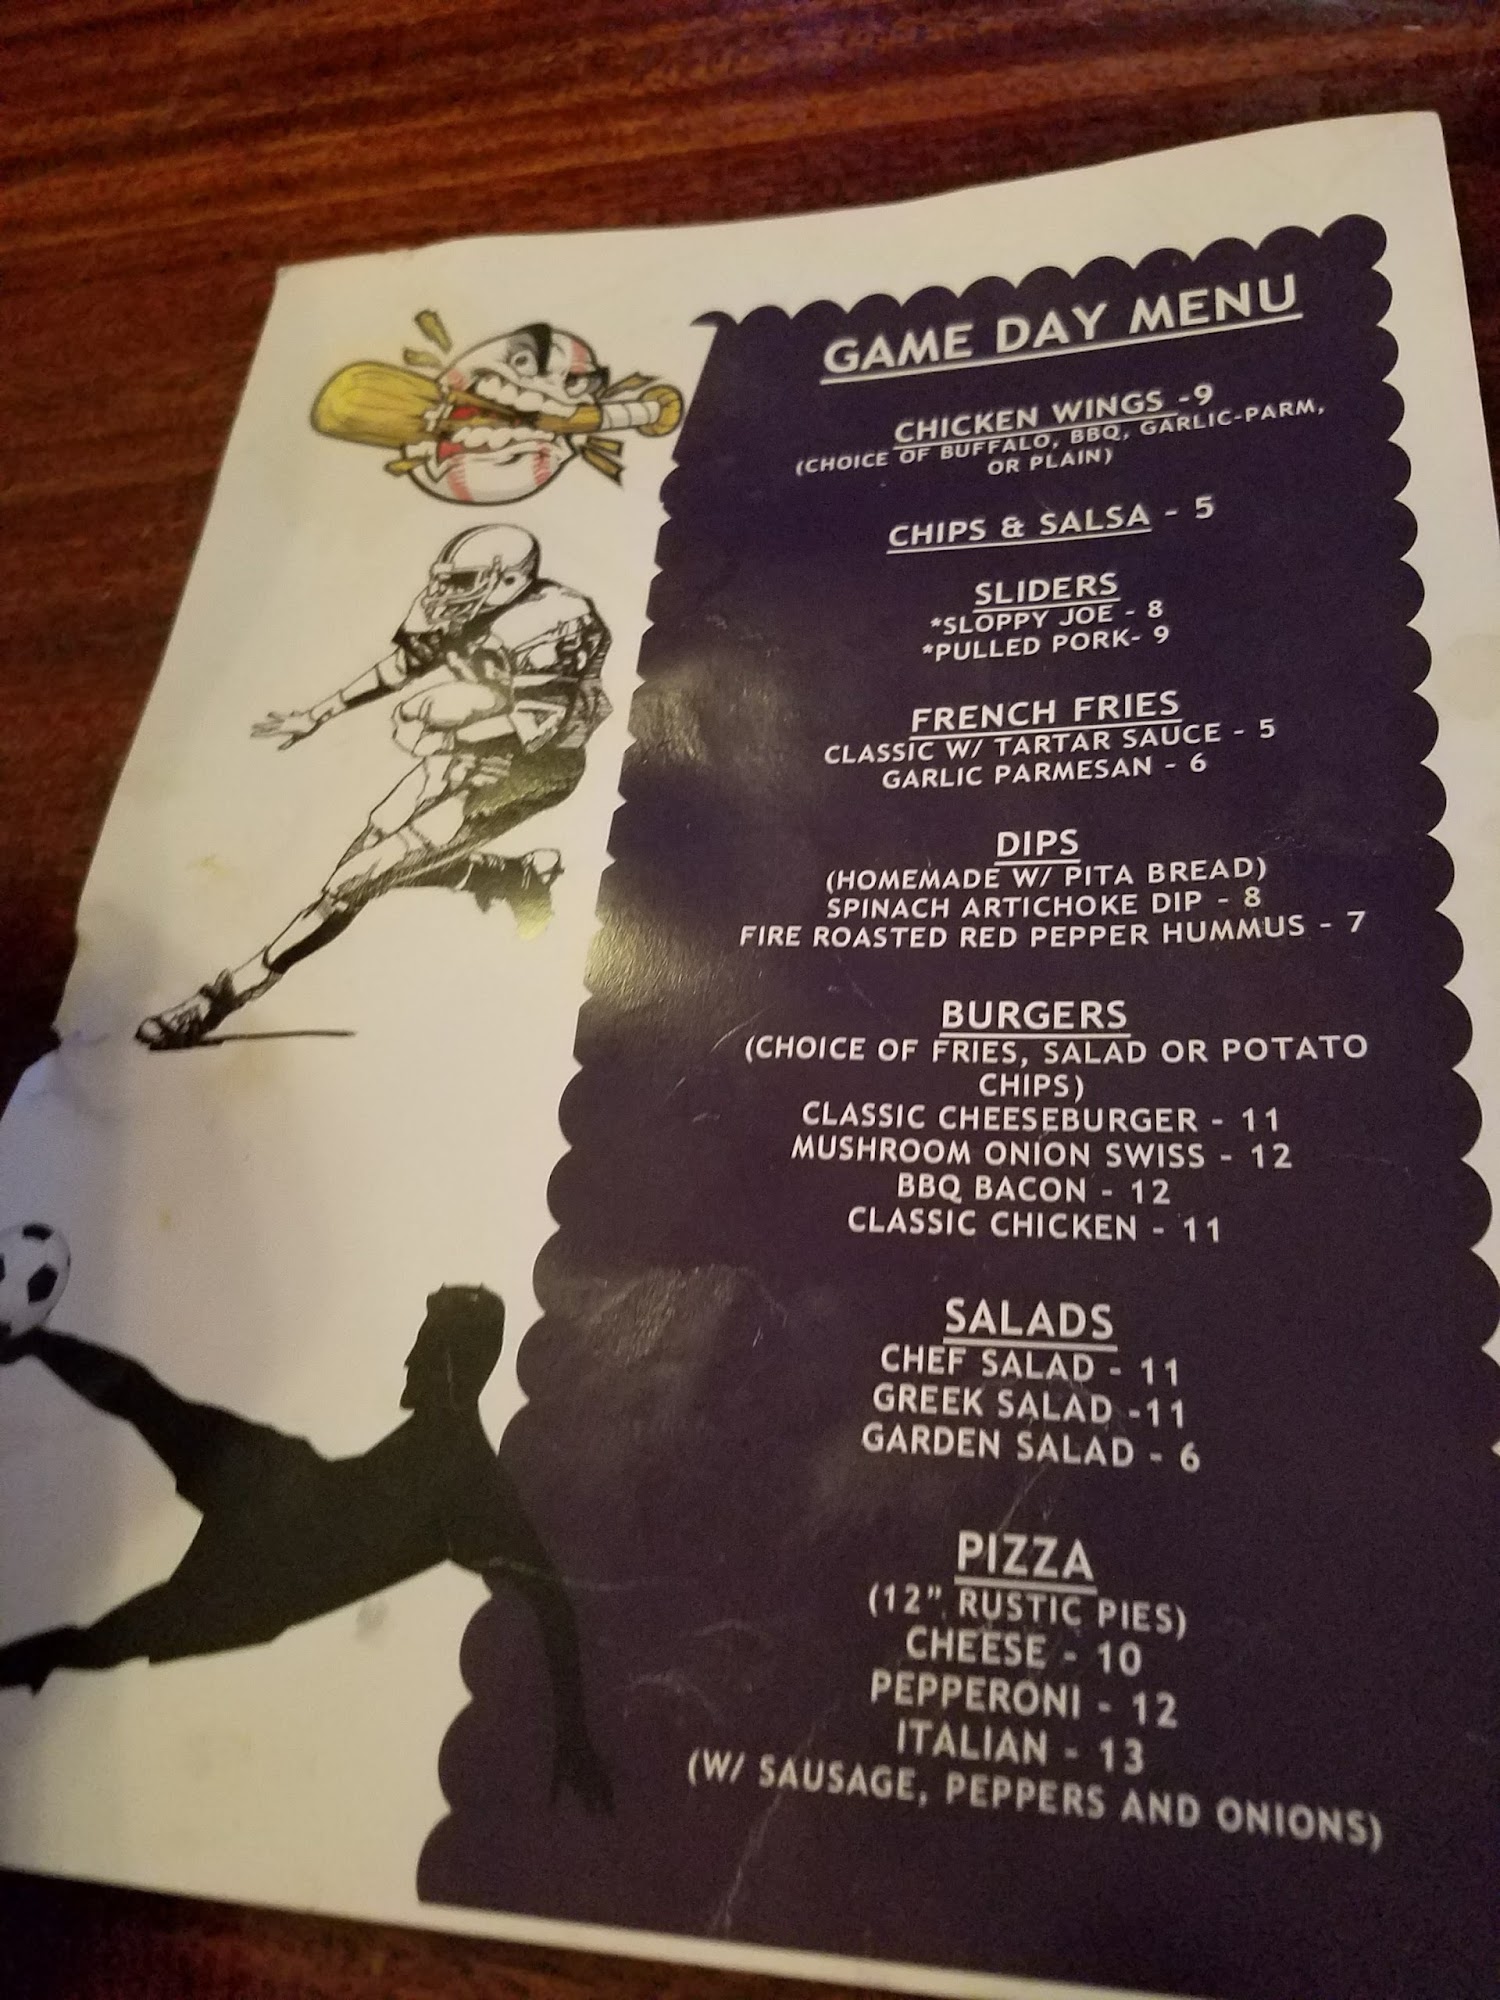 GAME DAY MENU
CHICKEN WINGS -9
(CHOICE OF BUFFALO, BBQ, GARLIC-PARM,
OR PLAIN)
CHIPS & SALSA - 5
SLIDERS
*SLOPPY JOE - 8
*PULLED PORK- 9
FRENCH FRIES
CLASSIC W/ TARTAR SAUCE - 5
GARLIC PARMESAN - 6
DIPS
(HOMEMADE W/ PITA BREAD)
SPINACH ARTICHOKE DIP - 8
FIRE ROASTED RED PEPPER HUMMUS - 7
BURGERS
(CHOICE OF FRIES, SALAD OR POTATO
CHIPS)
CLASSIC CHEESEBURGER - 11
MUSHROOM ONION SWISS - 12
BBQ BACON - 12
CLASSIC CHICKEN - 11
SALADS
CHEF SALAD - 11
GREEK SALAD -11
GARDEN SALAD - 6
PIZZA
(12" RUSTIC PIES)
CHEESE - 10
PEPPERONI - 12
ITALIAN - 13
(W/ SAUSAGE, PEPPERS AND ONIONS)